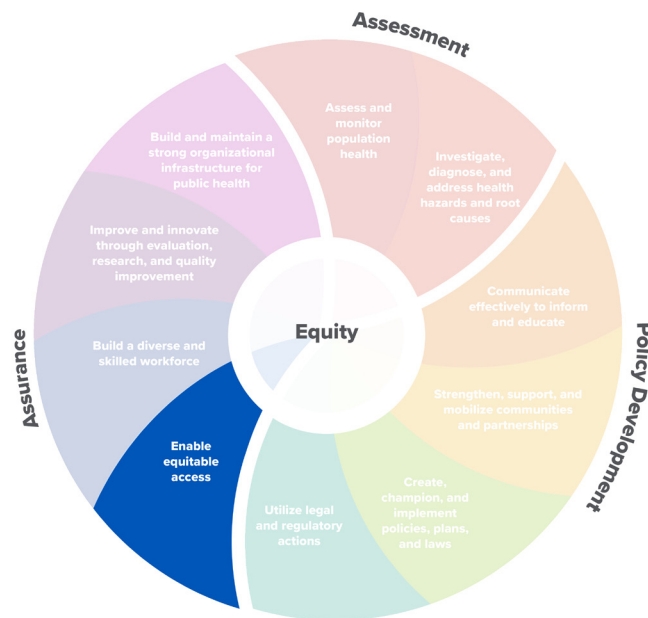 Assessment
Assess and
monitor
population
health
Investigate,
diagnose, and
address health
hazards and root
causes
Policy Development
Communicate
effectively to inform
and educate
Strengthen, support, and
mobilize communities
and partnerships
Create,
champion, and
implement
policies, plans,
and laws
Utilize legal
and regulatory
actions
Assurance
Enable
equitable
access
Build a diverse and
skilled workforce
Improve and innovate
through evaluation,
research, and quality
improvement
Build and maintain a
strong organizational
infrastructure for
public health
Equity